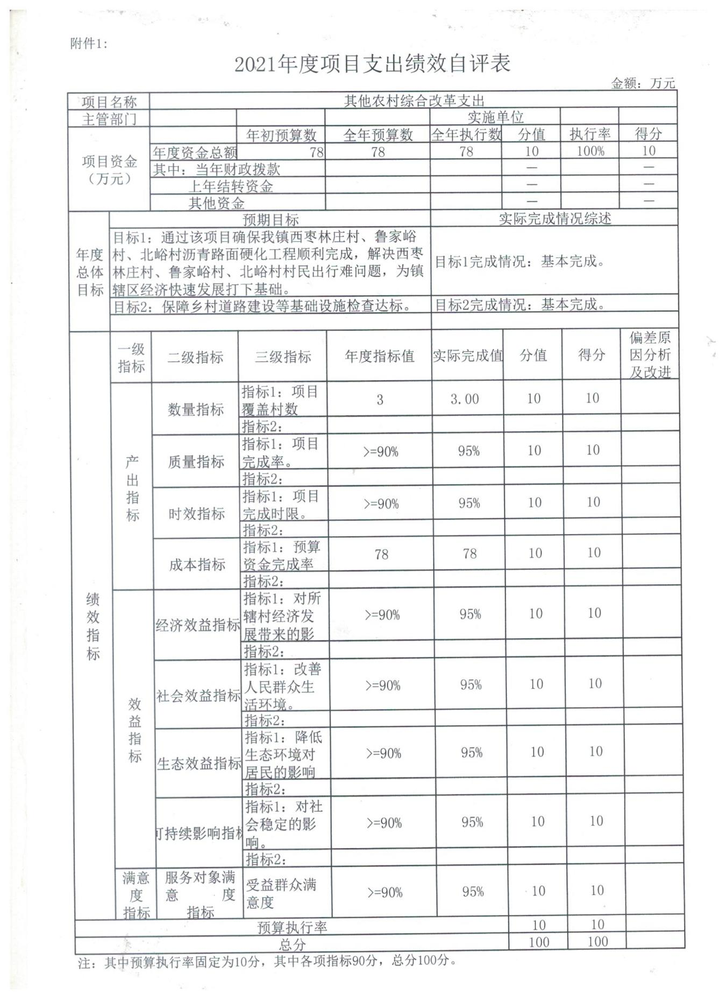 附件1:
2021年度项目支出绩效自评表
金额：万元
项目名称 其他农村综合改革支出
主管部门 实施单位
项目资金
（万元）
年初预算数 全年预算数 全年执行数 分值 执行率 得分
年度资金总额 78 78 78 10 100% 10
其中：当年财政拨款 — —
上年结转资金 — —
其他资金 — —
年度
总体
目标
预期目标 实际完成情况综述
目标1：通过该项目确保我镇西枣林庄村、鲁家峪
村、北峪村沥青路面硬化工程顺利完成，解决西枣
林庄村、鲁家峪村、北峪村村民出行难问题，为镇
辖区经济快速发展打下基础。
目标1完成情况：基本完成。
目标2：保障乡村道路建设等基础设施检查达标。 目标2完成情况：基本完成。
绩
效
指
标
一级
指标
二级指标 三级指标 年度指标值 实际完成值 分值 得分
偏差原
因分析
及改进
产
出
指
标
数量指标
指标1：项目
覆盖村数
3 3.00 10 10
指标2：
质量指标
指标1：项目
完成率。
>=90% 95% 10 10
指标2：
时效指标
指标1：项目
完成时限。
>=90% 95% 10 10
指标2：
成本指标
指标1：预算
资金完成率
78 78 10 10
指标2：
效
益
指
标
经济效益指标
指标1：对所
辖村经济发
展带来的影
>=90% 95% 10 10
指标2：
社会效益指标
指标1：改善
人民群众生
活环境。
>=90% 95% 10 10
指标2：
生态效益指标
指标1：降低
生态环境对
居民的影响
>=90% 95% 10 10
指标2：
可持续影响指标
指标1：对社
会稳定的影
响。
>=90% 95% 10 10
指标2：
满意
度
指标
服务对象满
意 度
指标
受益群众满
意度
>=90% 95% 10 10
预算执行率 10 10
总分 100 100
注：其中预算执行率固定为10分，其中各项指标90分，总分100分。